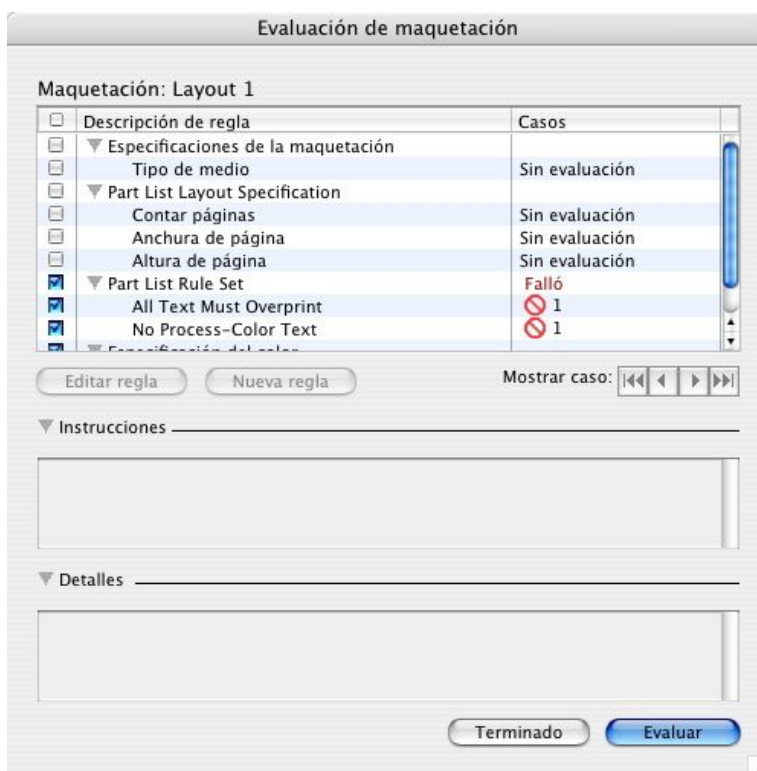 Evaluación de maquetación
Maquetación: Layout 1
Descripción de regla Casos
Especificaciones de la maquetación
Tipo de medio Sin evaluación
Part List Layout Specification
Contar páginas Sin evaluación
Anchura de página Sin evaluación
Altura de página Sin evaluación
Part List Rule Set Falló
All Text Must Overprint 1
No Process-Color Text 1
Especificación del color
Editar regla Nueva regla Mostrar caso:
Instrucciones
Detalles
Terminado Evaluar